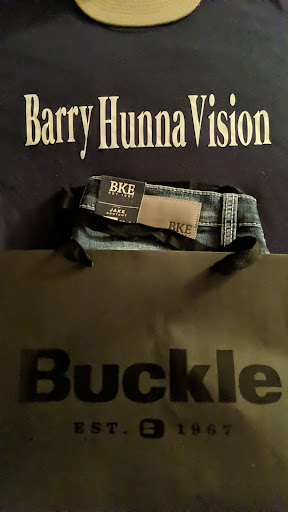 Barry Hunna Vision
BKE
JAKE
BKE
Buckle
EST. B 1967